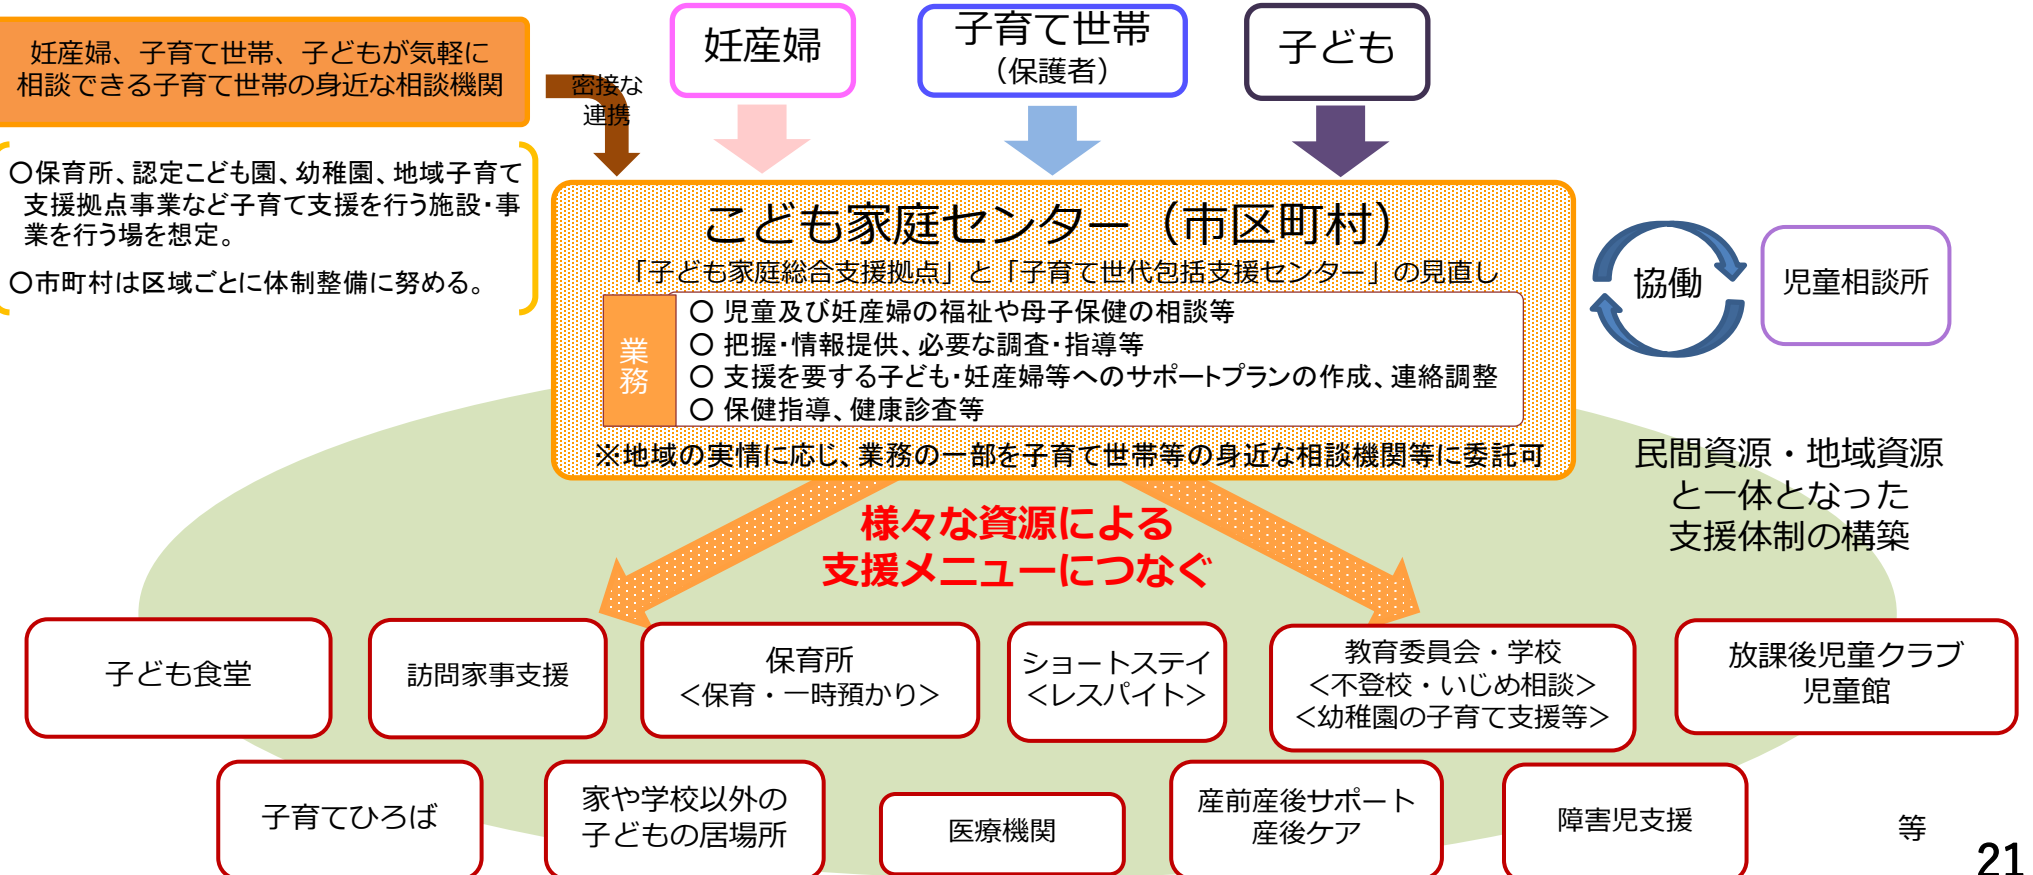 妊産婦、子育て世帯、子どもが気軽に
相談できる子育て世帯の身近な相談機関
密接な
連携
妊産婦
子育て世帯
（保護者）
子ども
〇保育所、認定こども園、幼稚園、地域子育て
支援拠点事業など子育て支援を行う施設・事
業を行う場を想定。
〇市町村は区域ごとに体制整備に努める。
こども家庭センター（市区町村）
「子ども家庭総合支援拠点」と「子育て世代包括支援センター」の見直し
業務
〇 児童及び妊産婦の福祉や母子保健の相談等
〇 把握・情報提供、必要な調査・指導等
〇 支援を要する子ども・妊産婦等へのサポートプランの作成、連絡調整
〇 保健指導、健康診査等
※地域の実情に応じ、業務の一部を子育て世帯等の身近な相談機関等に委託可
協働
児童相談所
民間資源・地域資源
と一体となった
支援体制の構築
様々な資源による
支援メニューにつなぐ
子ども食堂
訪問家事支援
保育所
＜保育・一時預かり＞
ショートステイ
＜レスパイト＞
教育委員会・学校
＜不登校・いじめ相談＞
＜幼稚園の子育て支援等＞
放課後児童クラブ
児童館
子育てひろば
家や学校以外の
子どもの居場所
医療機関
産前産後サポート
産後ケア
障害児支援
等
21